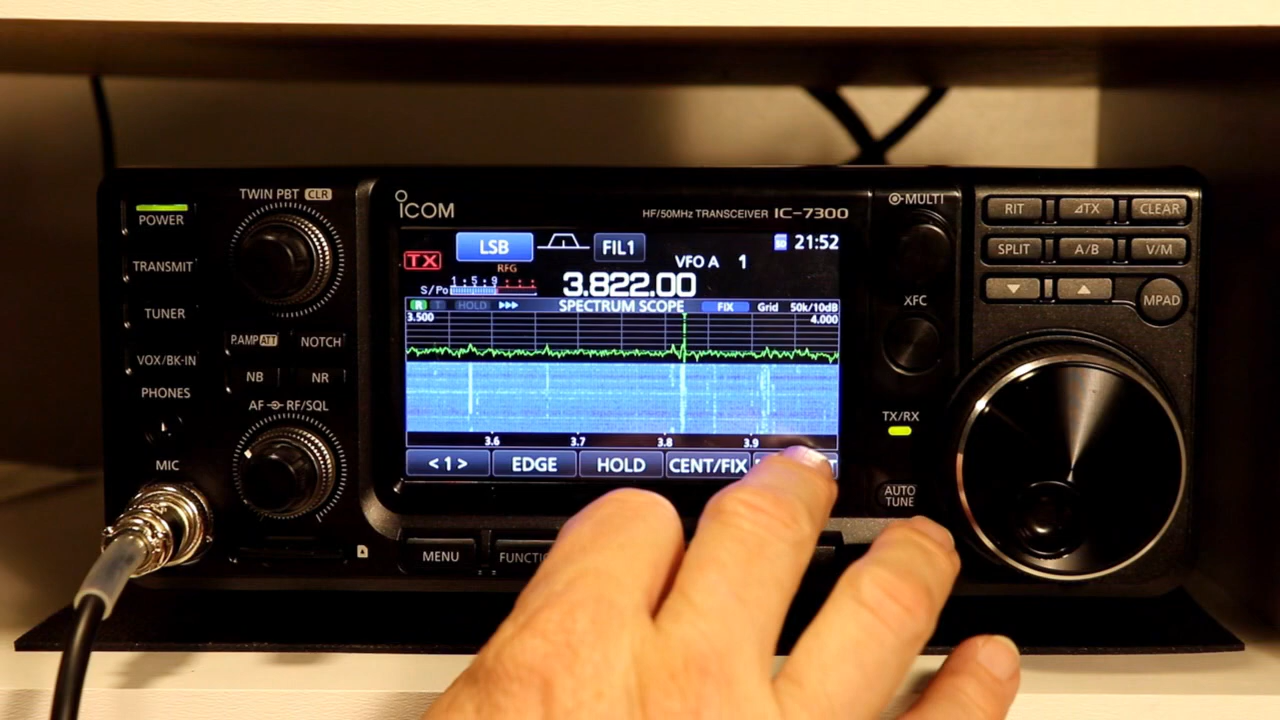 TWIN PBT CLR
POWER
TRANSMIT
TUNER
VOX/BK-IN
PHONES
MIC
P.AMP ATT
NOTCH
NB
NR
AF RF/SQL
ICOM
HF/50MHz TRANSCEIVER IC-7300
LSB
FIL1
21:52
TX
RFG
VFO A 1
S/Po 1 5 9
3.822.00
R T HOLD SPECTRUM SCOPE FIX Grid 50k/10dB
3.500
4.000
3.6 3.7 3.8 3.9
< 1 > EDGE HOLD CENT/FIX
MENU
MULTI
XFC
TX/RX
AUTO
TUNE
RIT
⊿TX
CLEAR
SPLIT
A/B
V/M
MPAD